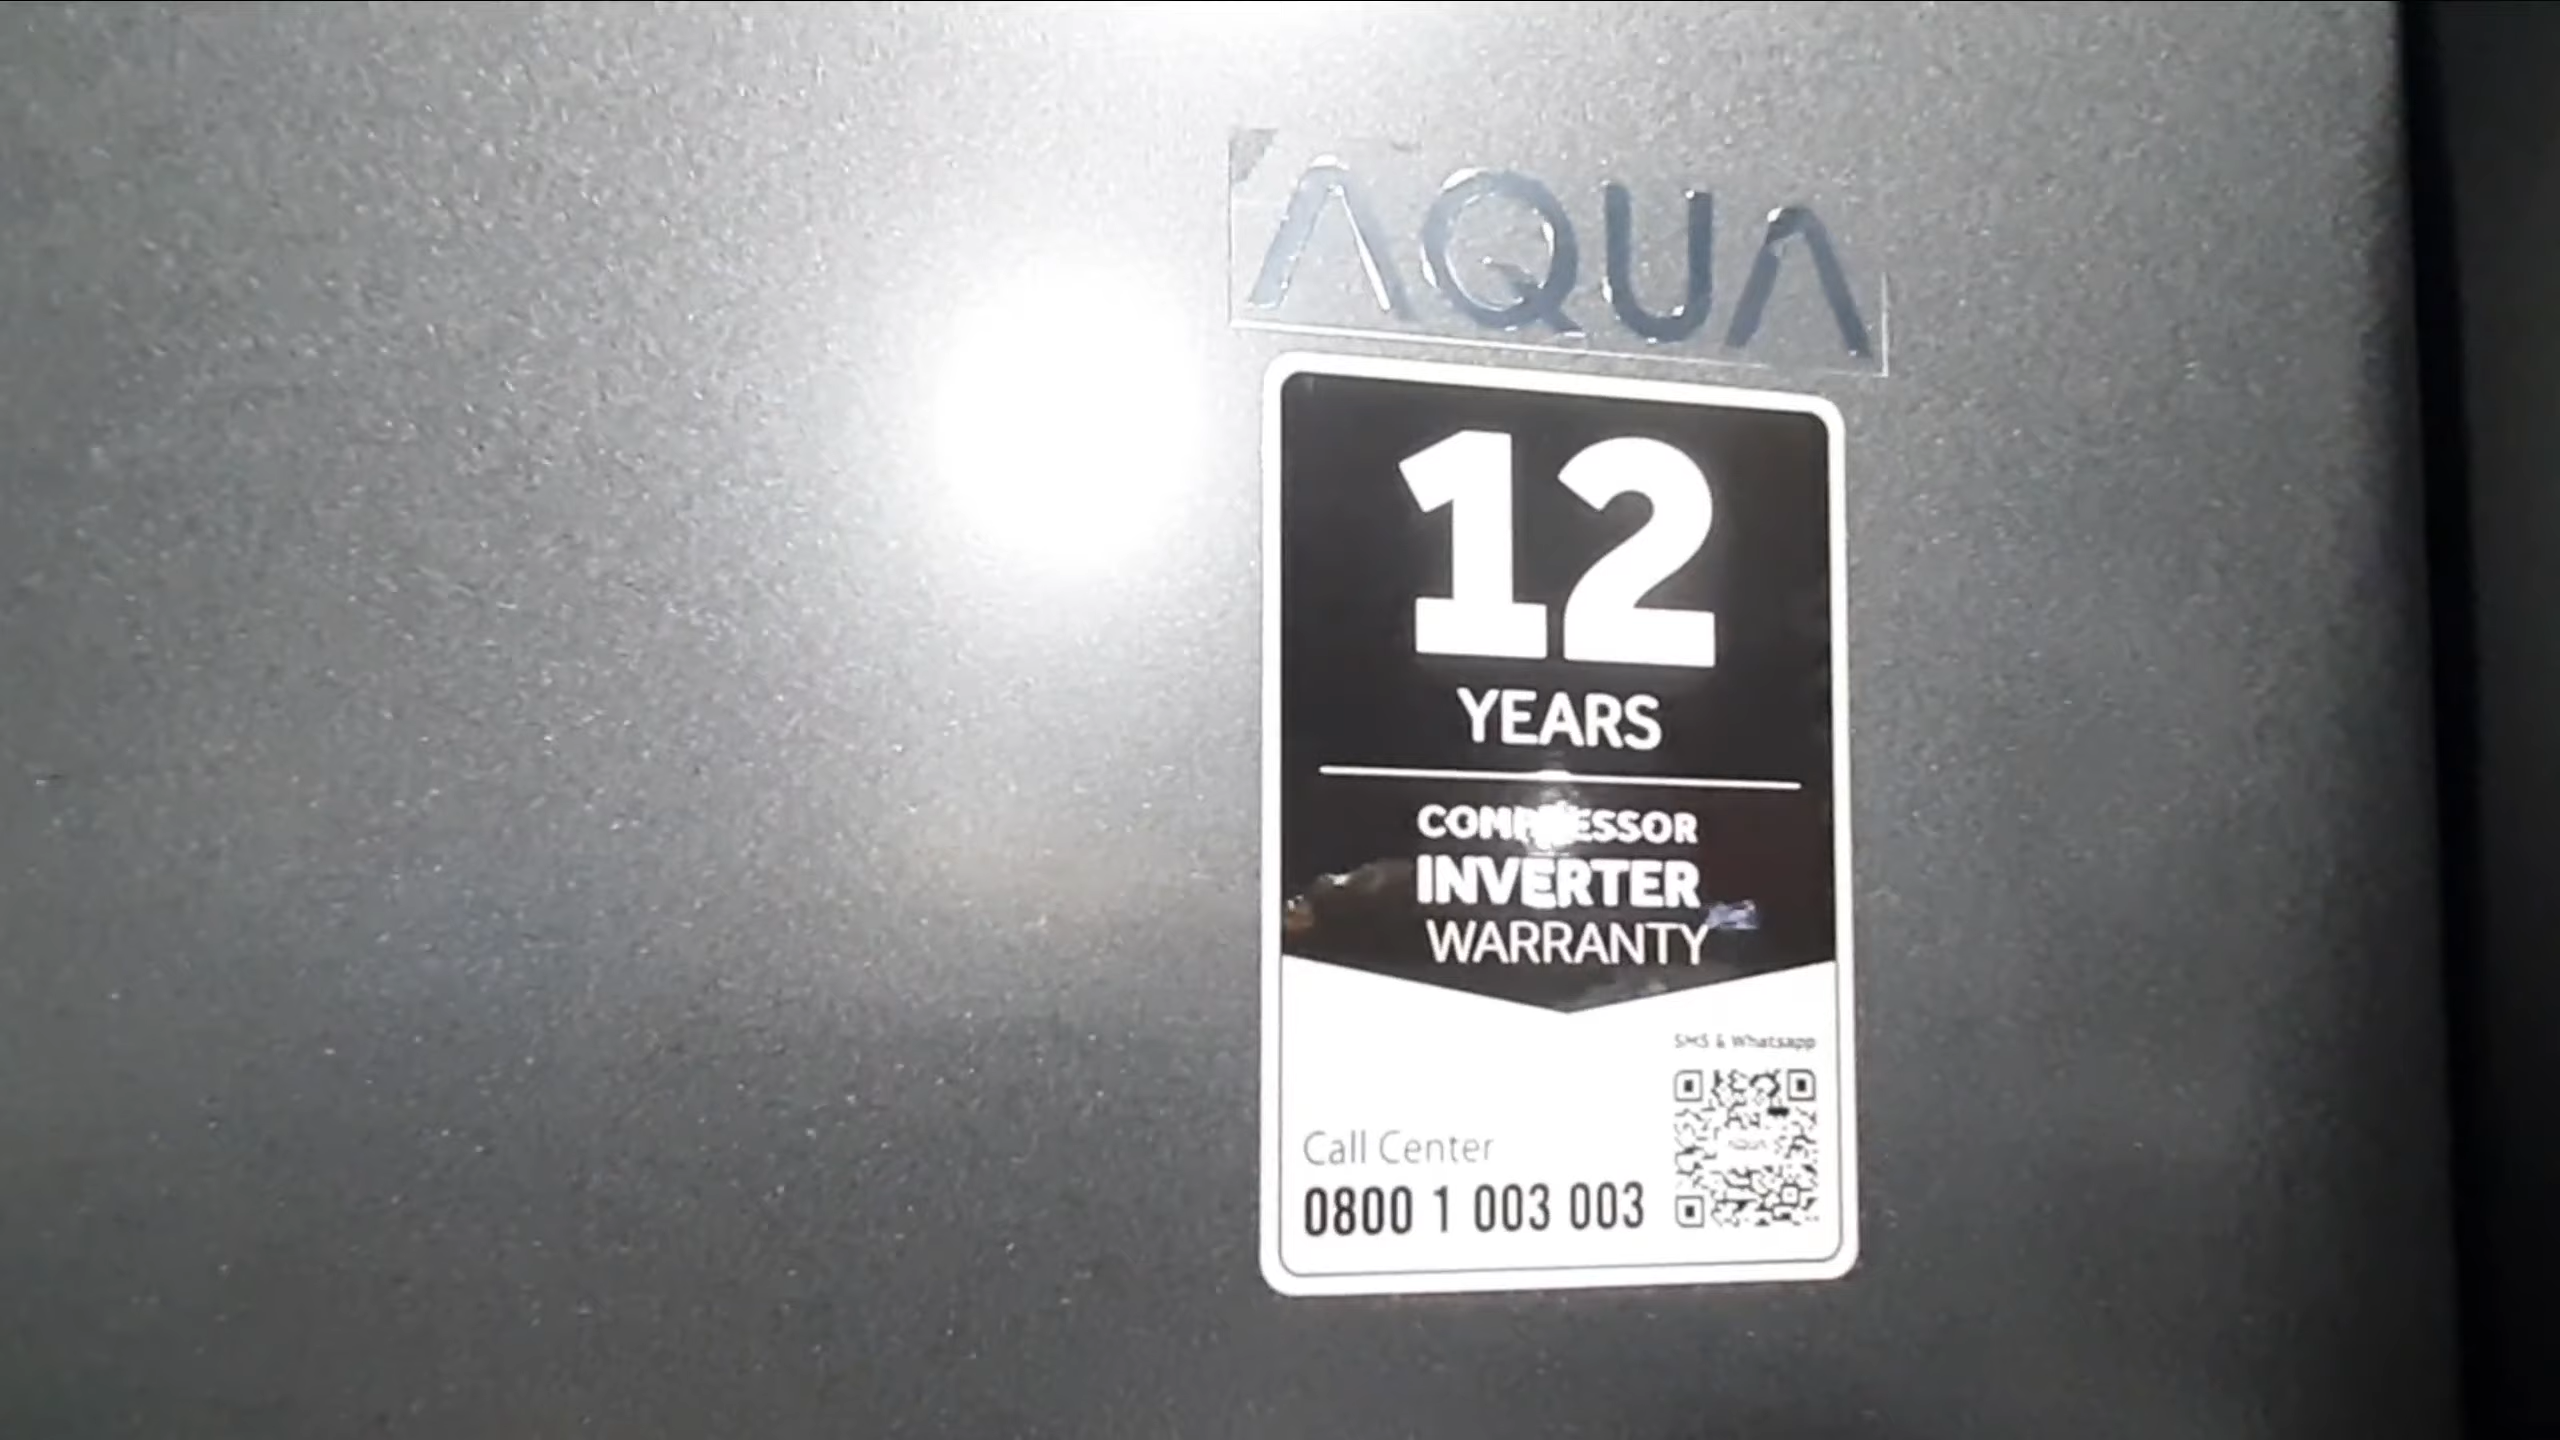 AQUA
12
YEARS
COMPRESSOR
INVERTER
WARRANTY
SMS & Whatsapp
Call Center
0800 1 003 003